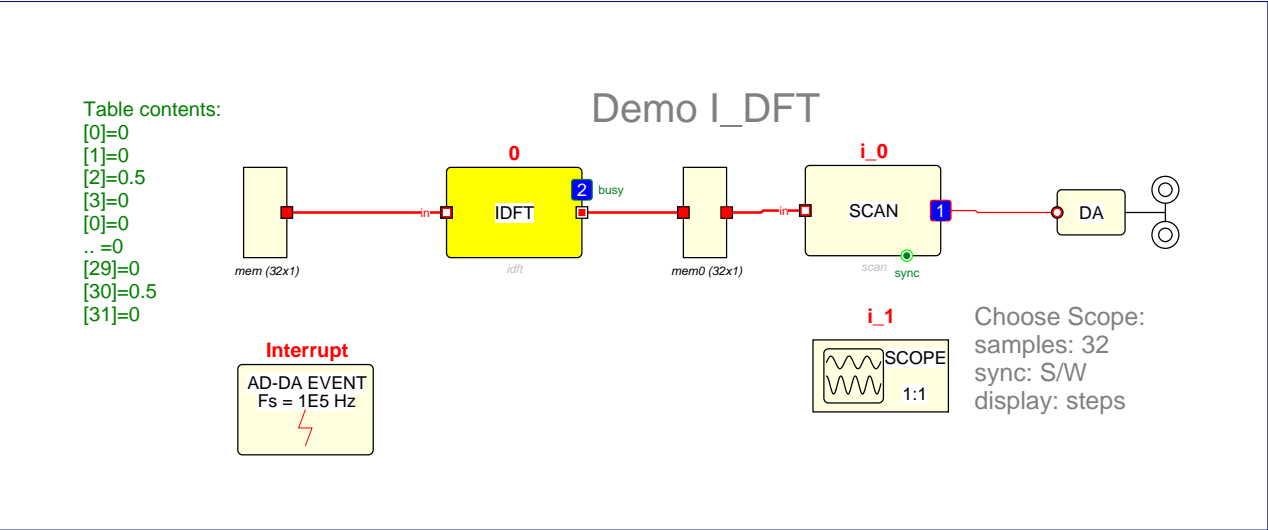 Demo I_DFT
Table contents:
[0]=0
[1]=0
[2]=0.5
[3]=0
[0]=0
.. =0
[29]=0
[30]=0.5
[31]=0
mem (32x1)
0
in
IDFT
2
busy
idft
mem0 (32x1)
i_0
in
SCAN
1
scan
sync
DA
Interrupt
AD-DA EVENT
Fs = 1E5 Hz
i_1
SCOPE
1:1
Choose Scope:
samples: 32
sync: S/W
display: steps